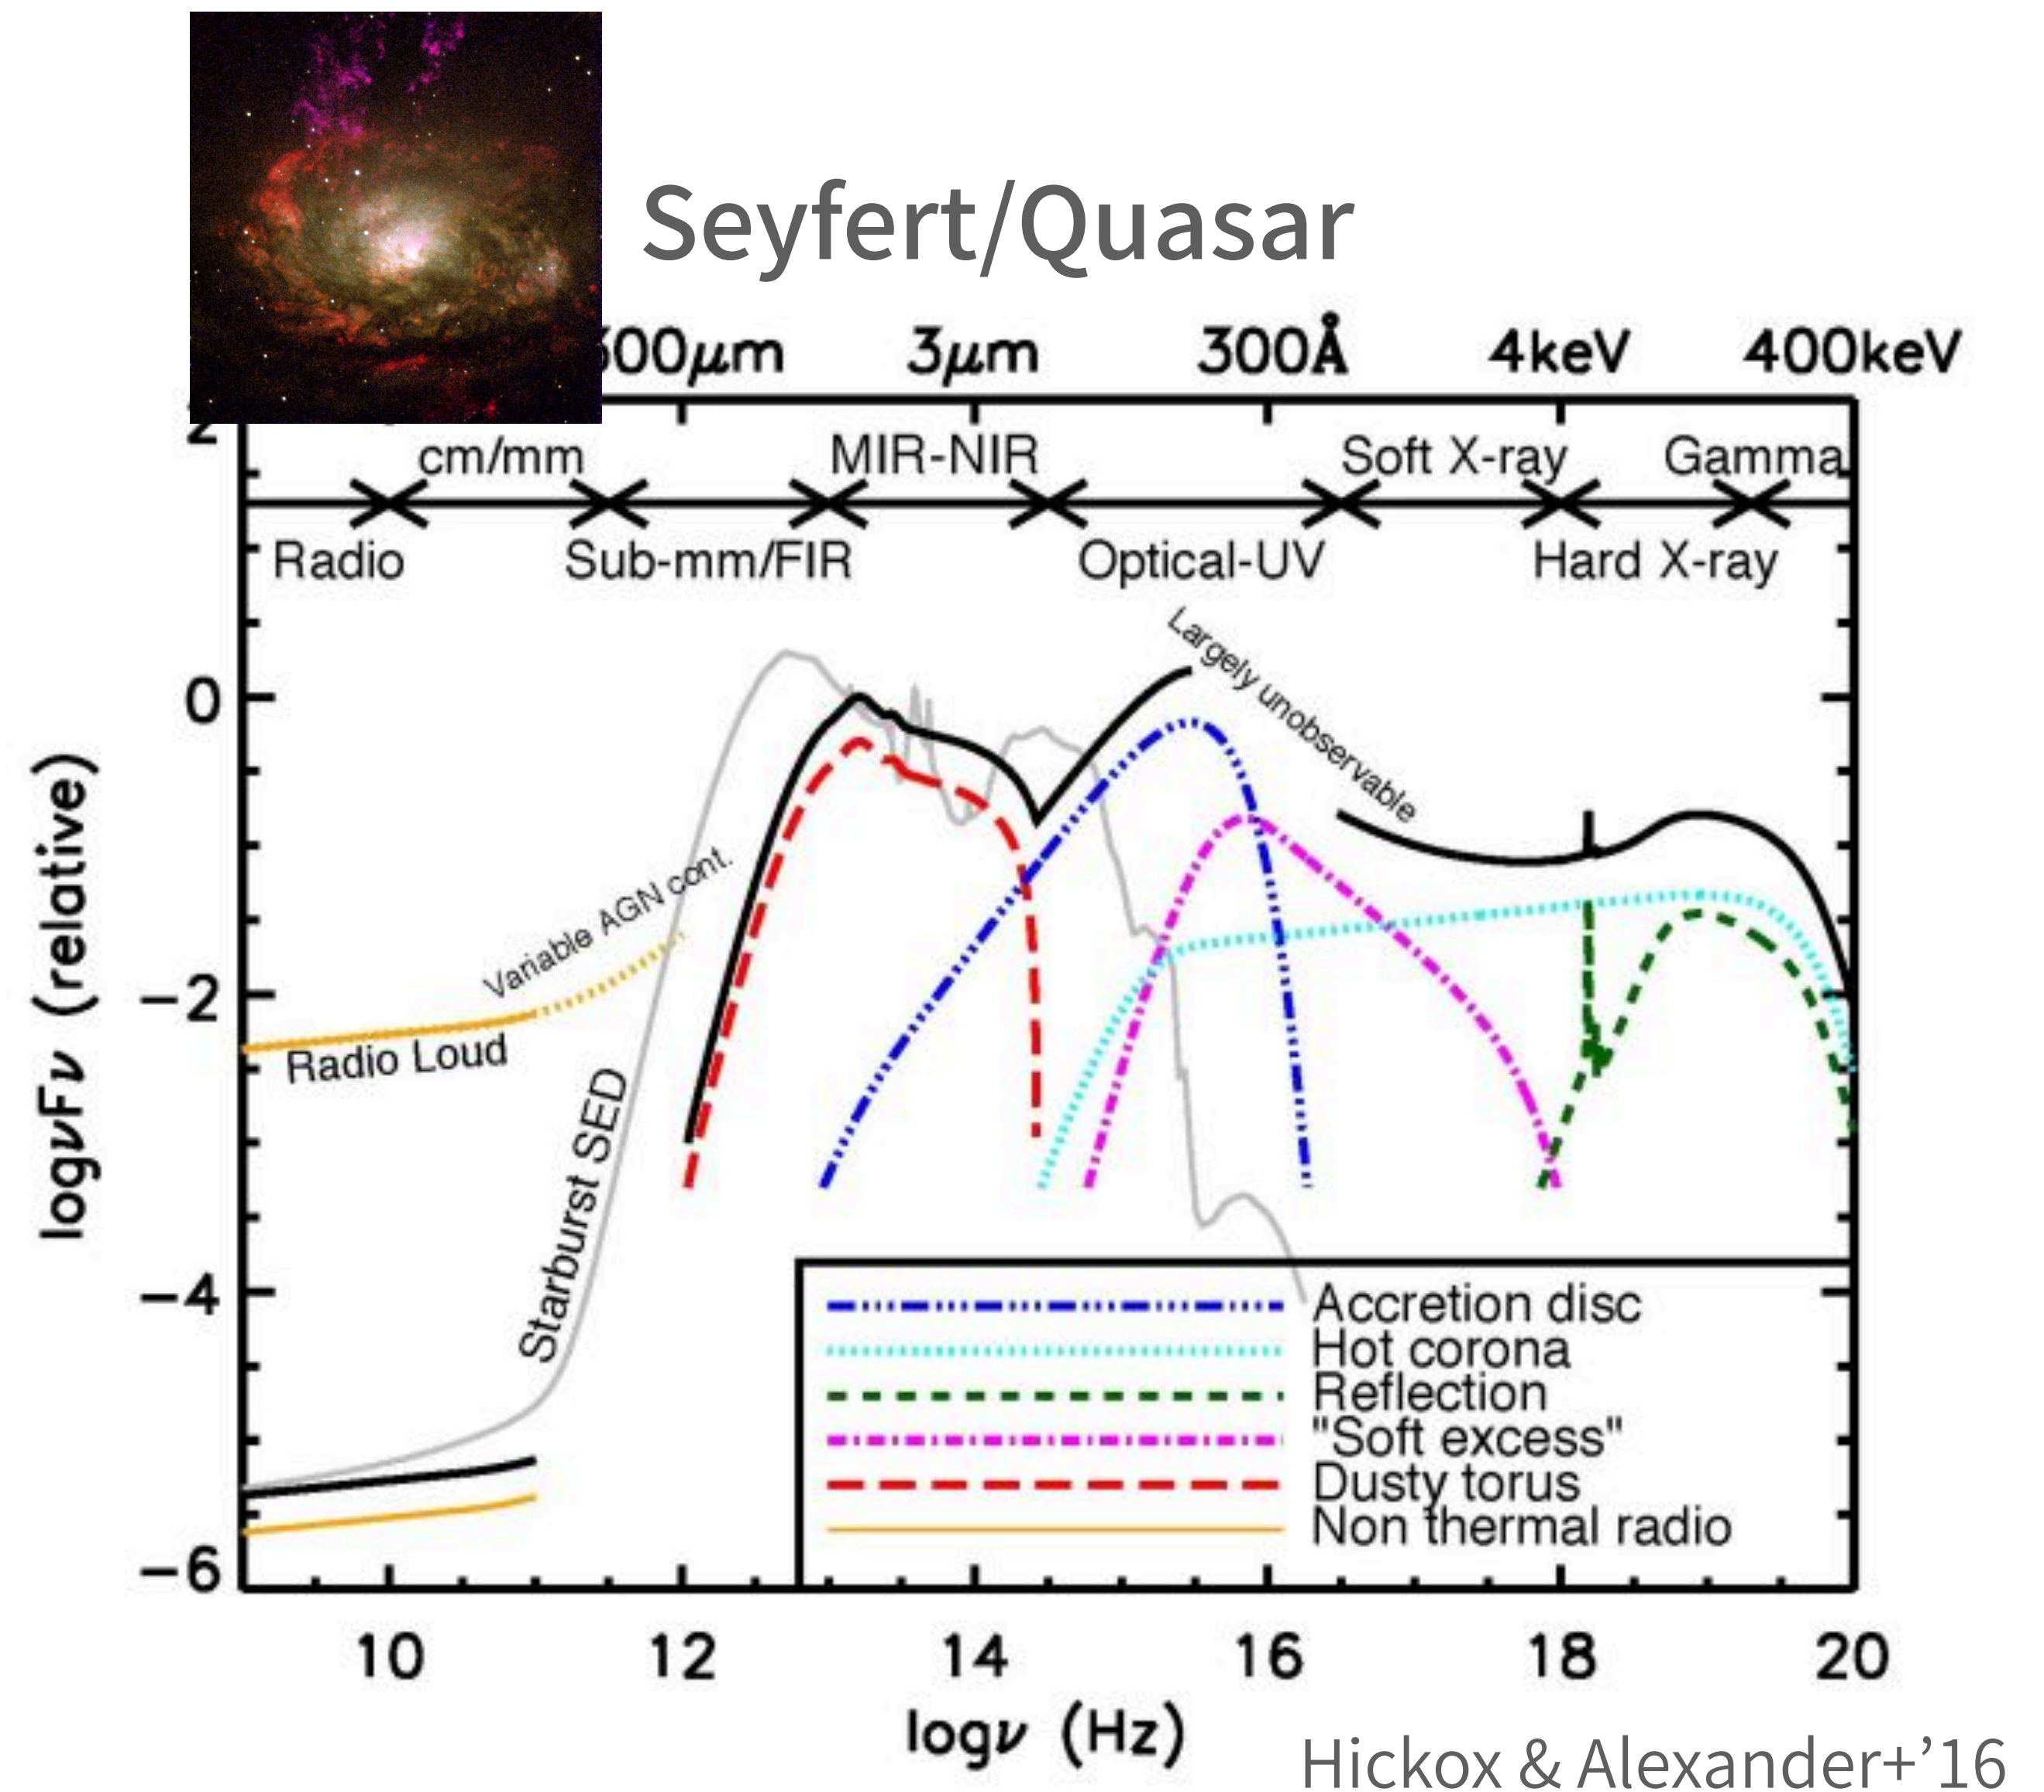 Seyfert/Quasar
00μm 3μm 300Å 4keV 400keV
cm/mm MIR-NIR Soft X-ray Gamma
Radio Sub-mm/FIR Optical-UV Hard X-ray
Largely unobservable
Variable AGN cont.
Radio Loud
Starburst SED
logνFν (relative)
2
0
−2
−4
−6
Accretion disc
Hot corona
Reflection
"Soft excess"
Dusty torus
Non thermal radio
10 12 14 16 18 20
logν (Hz)
Hickox & Alexander+’16